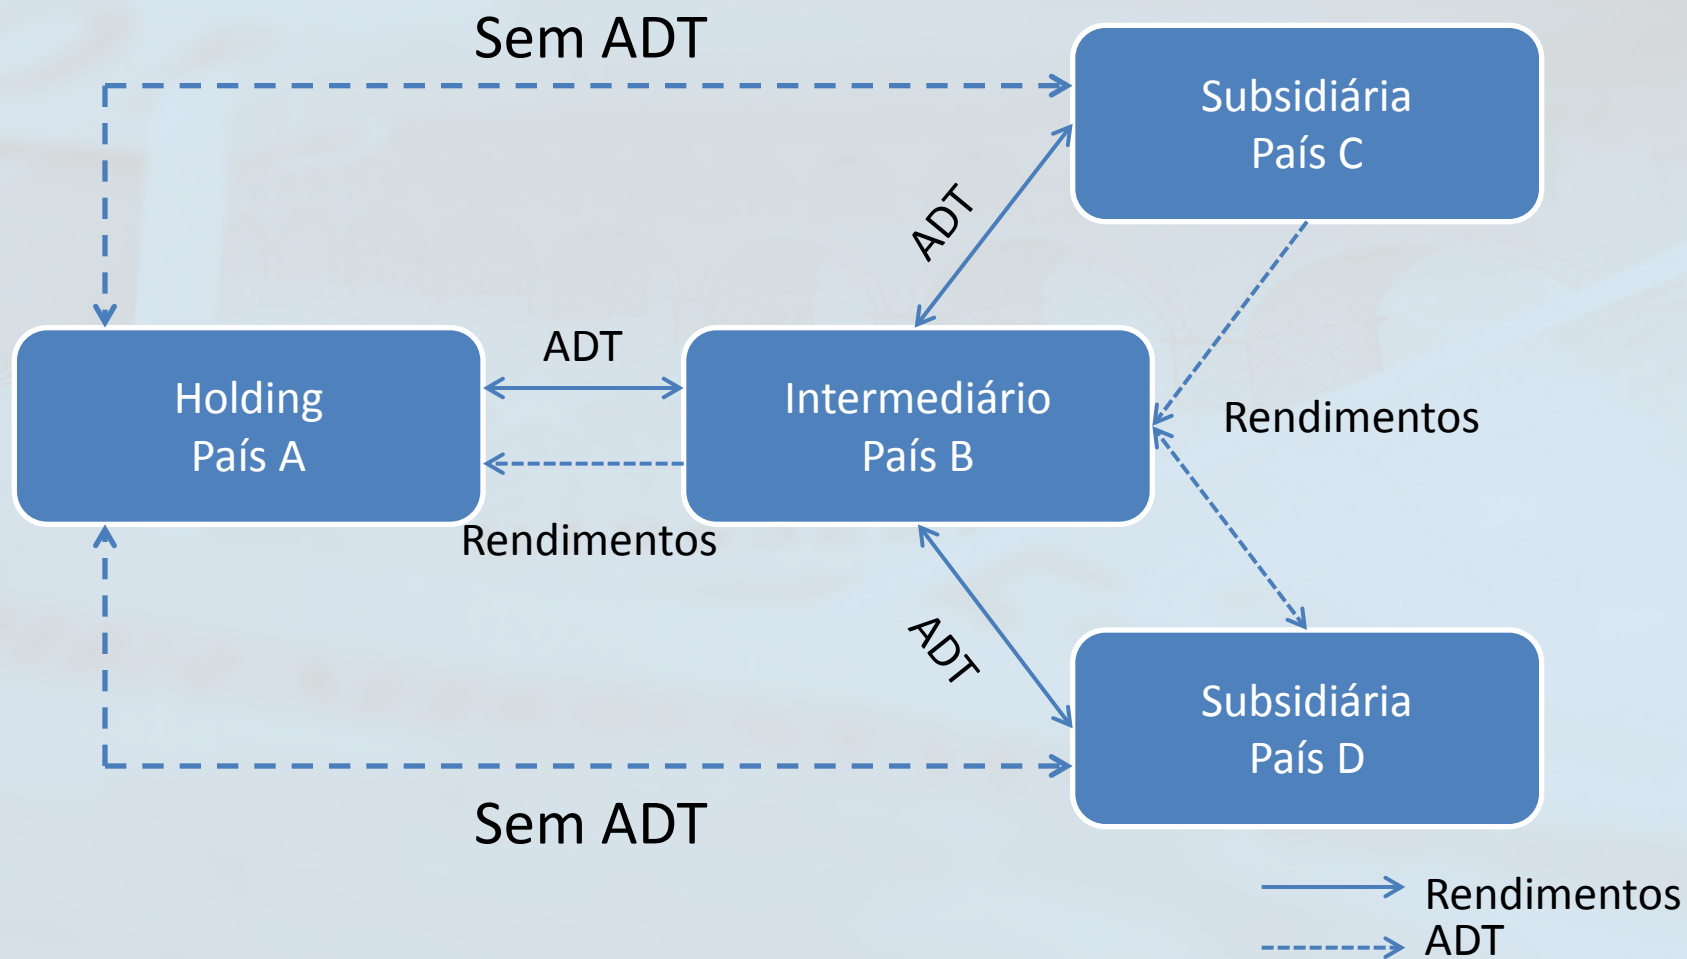 Sem ADT
Subsidiária
País C
ADT
Holding
País A
ADT
Intermediário
País B
Rendimentos
Rendimentos
ADT
Subsidiária
País D
Sem ADT
Rendimentos
ADT